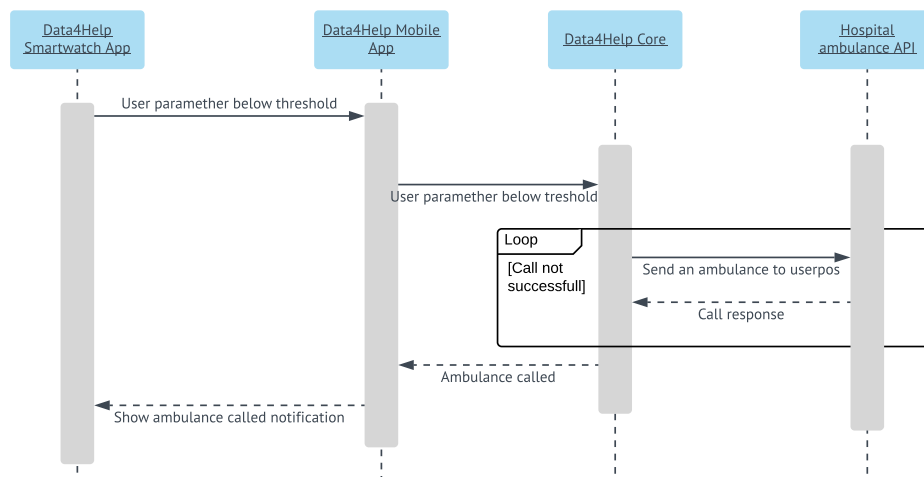 Data4Help
Smartwatch App
Data4Help Mobile
App
Data4Help Core
Hospital
ambulance API
User paramether below threshold
User paramether below treshold
Loop
[Call not
successfull]
Send an ambulance to userpos
Call response
Ambulance called
Show ambulance called notification